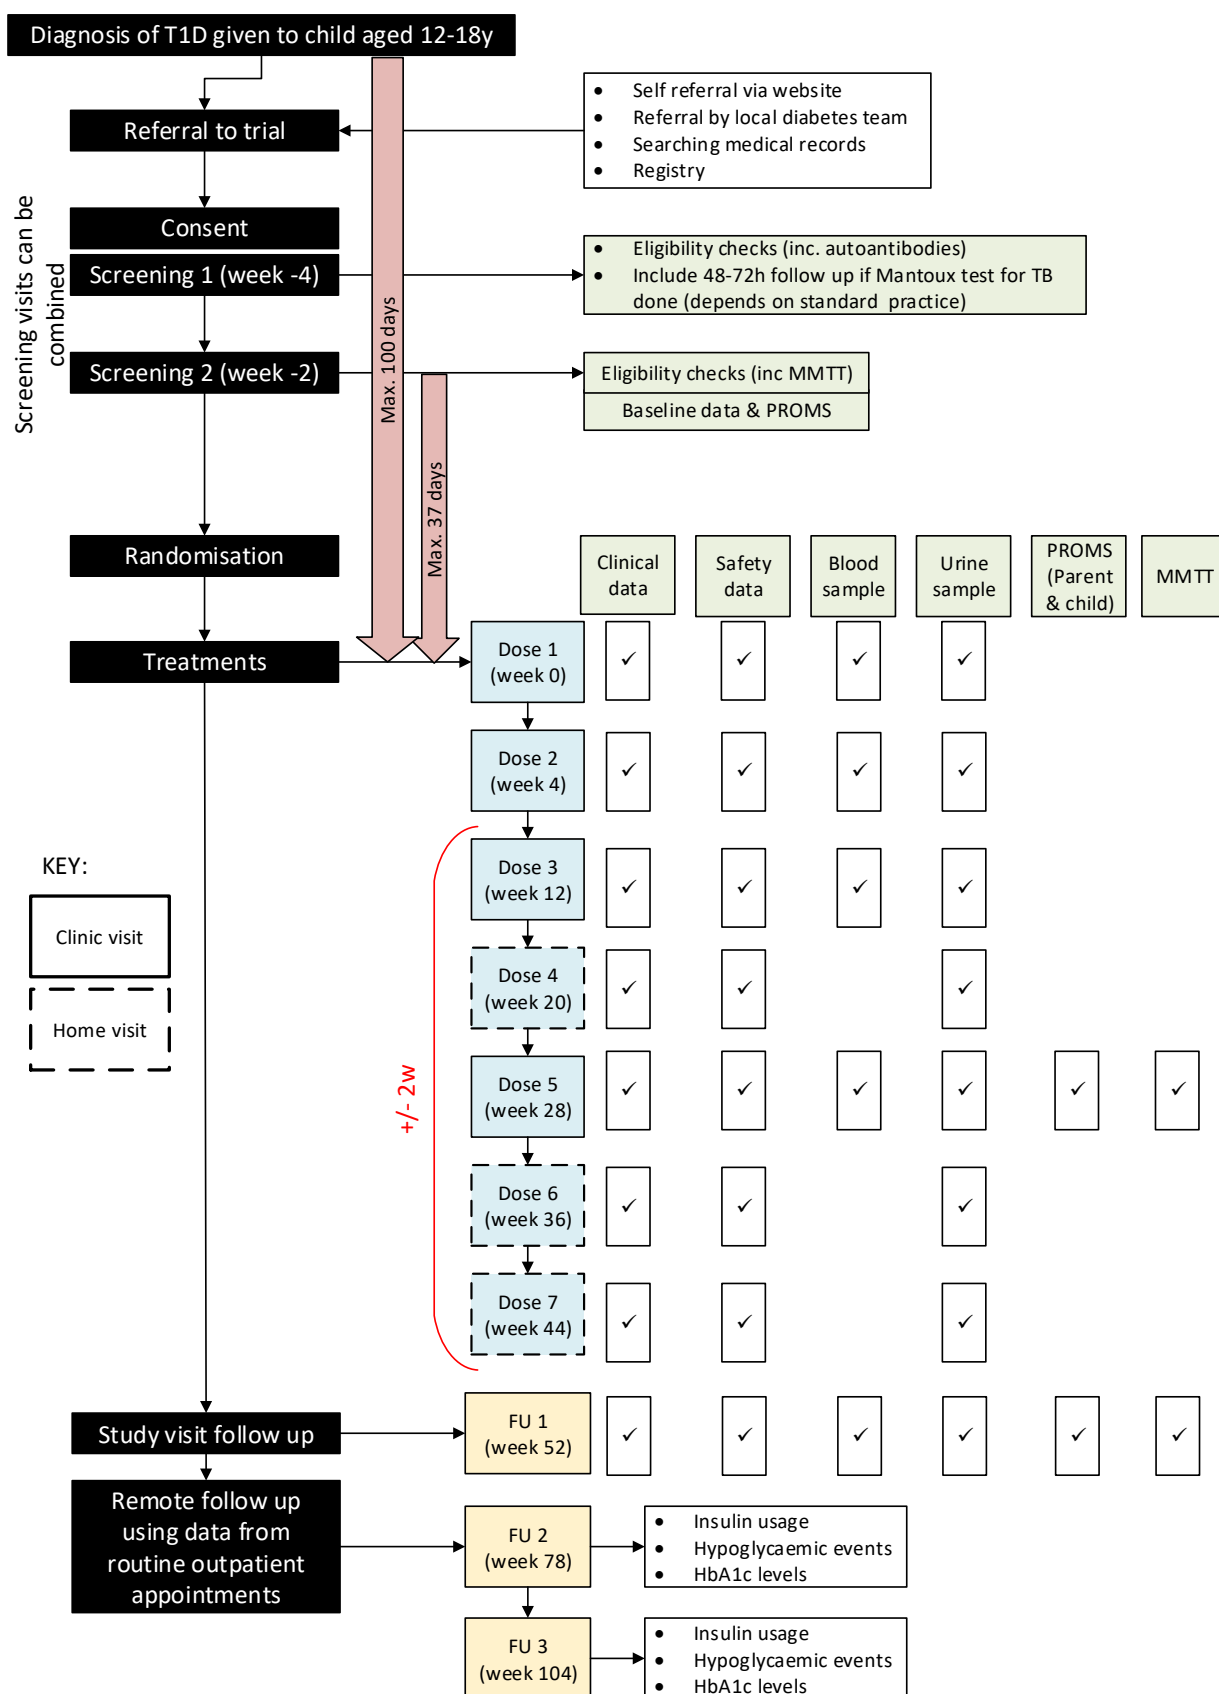 Diagnosis of T1D given to child aged 12-18y
Referral to trial
• Self referral via website
• Referral by local diabetes team
• Searching medical records
• Registry
Screening visits can be
combined
Consent
Screening 1 (week -4)
• Eligibility checks (inc. autoantibodies)
• Include 48-72h follow up if Mantoux test for TB
done (depends on standard practice)
Screening 2 (week -2)
Eligibility checks (inc MMTT)
Baseline data & PROMS
Max. 100 days
Max. 37 days
Randomisation
Clinical
data
Safety
data
Blood
sample
Urine
sample
PROMS
(Parent
& child)
MMTT
Treatments
Dose 1
(week 0)
✓ ✓ ✓ ✓
Dose 2
(week 4)
✓ ✓ ✓ ✓
KEY:
Clinic visit
Home visit
+/- 2w
Dose 3
(week 12)
✓ ✓ ✓ ✓
Dose 4
(week 20)
✓ ✓ ✓
Dose 5
(week 28)
✓ ✓ ✓ ✓ ✓ ✓
Dose 6
(week 36)
✓ ✓ ✓
Dose 7
(week 44)
✓ ✓ ✓
Study visit follow up
FU 1
(week 52)
✓ ✓ ✓ ✓ ✓ ✓
Remote follow up
using data from
routine outpatient
appointments
FU 2
(week 78)
• Insulin usage
• Hypoglycaemic events
• HbA1c levels
FU 3
(week 104)
• Insulin usage
• Hypoglycaemic events
• HbA1c levels